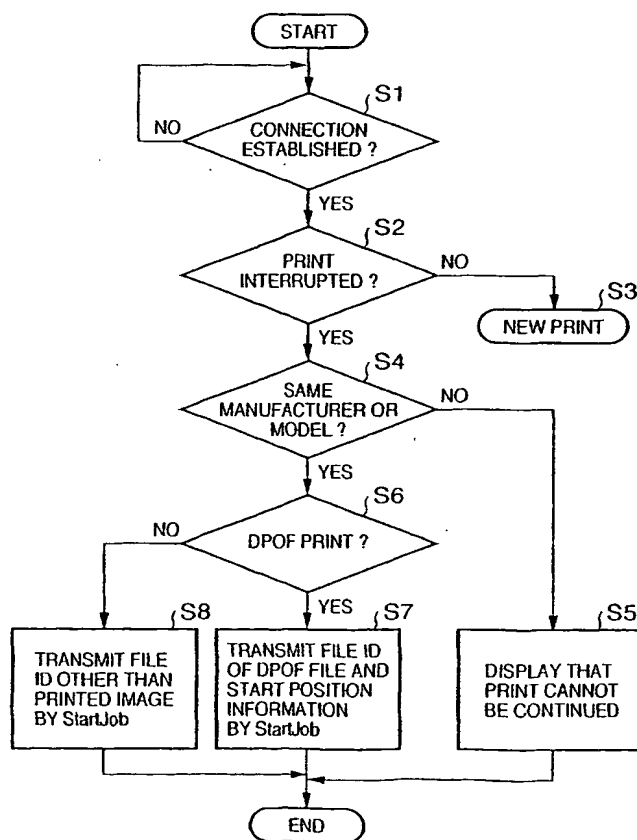 START
S1
NO
CONNECTION
ESTABLISHED ?
YES
S2
PRINT
INTERRUPTED ?
NO
S3
NEW PRINT
YES
S4
SAME
MANUFACTURER OR
MODEL ?
NO
YES
S6
NO
DPOF PRINT ?
YES
S8
TRANSMIT FILE
ID OTHER THAN
PRINTED IMAGE
BY StartJob
S7
TRANSMIT FILE ID
OF DPOF FILE AND
START POSITION
INFORMATION
BY StartJob
S5
DISPLAY THAT
PRINT CANNOT
BE CONTINUED
END